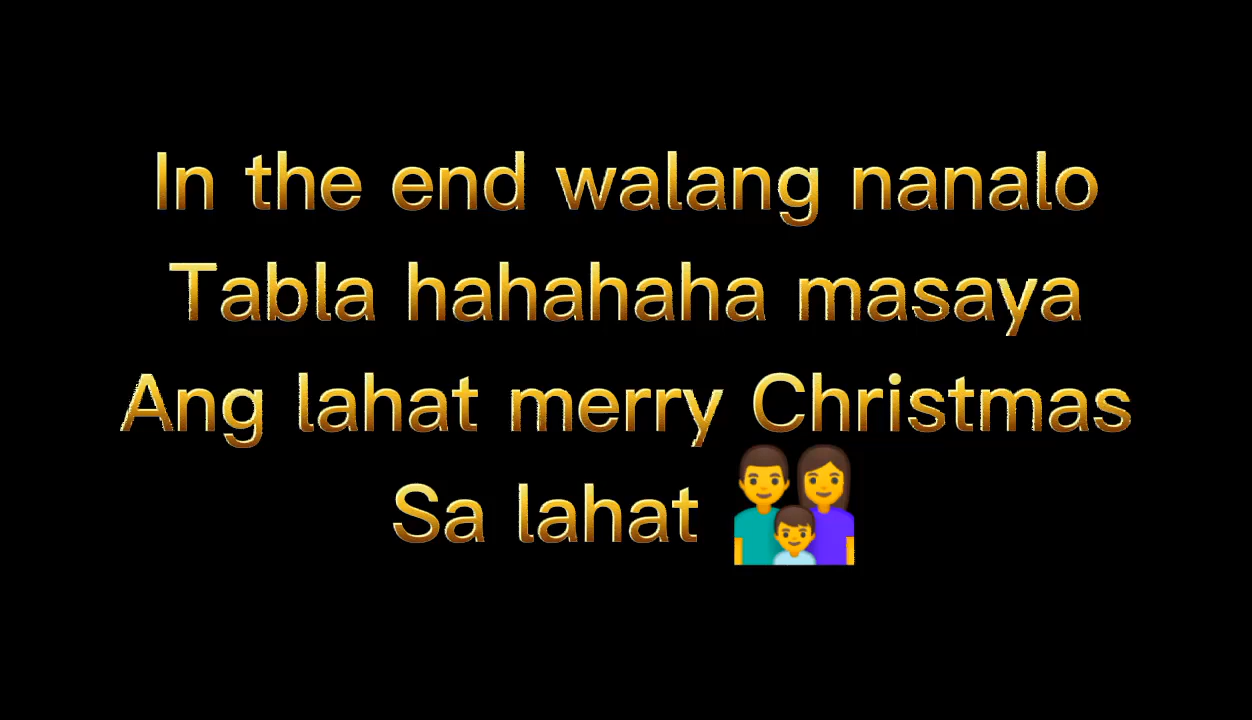 In the end walang nanalo
Tabla hahahaha masaya
Ang lahat merry Christmas
Sa lahat 👨‍👩‍👦